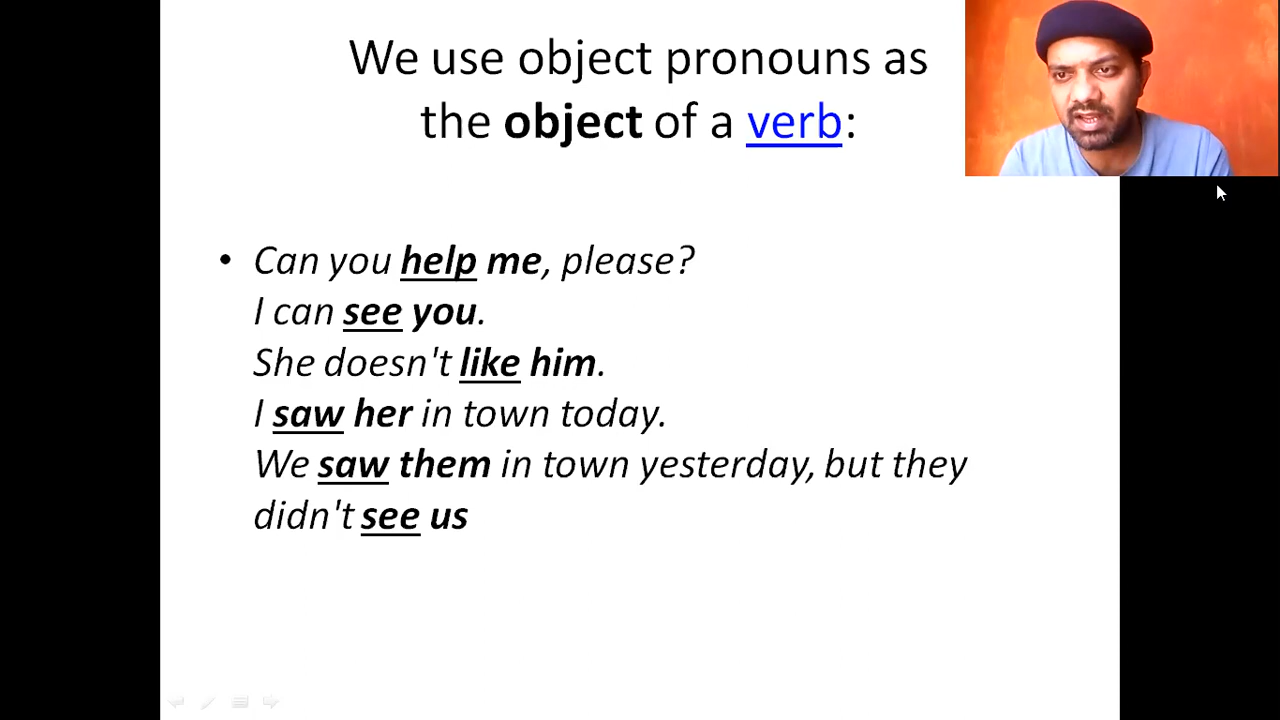 We use object pronouns as
the object of a verb:
• Can you help me, please?
I can see you.
She doesn't like him.
I saw her in town today.
We saw them in town yesterday, but they
didn't see us